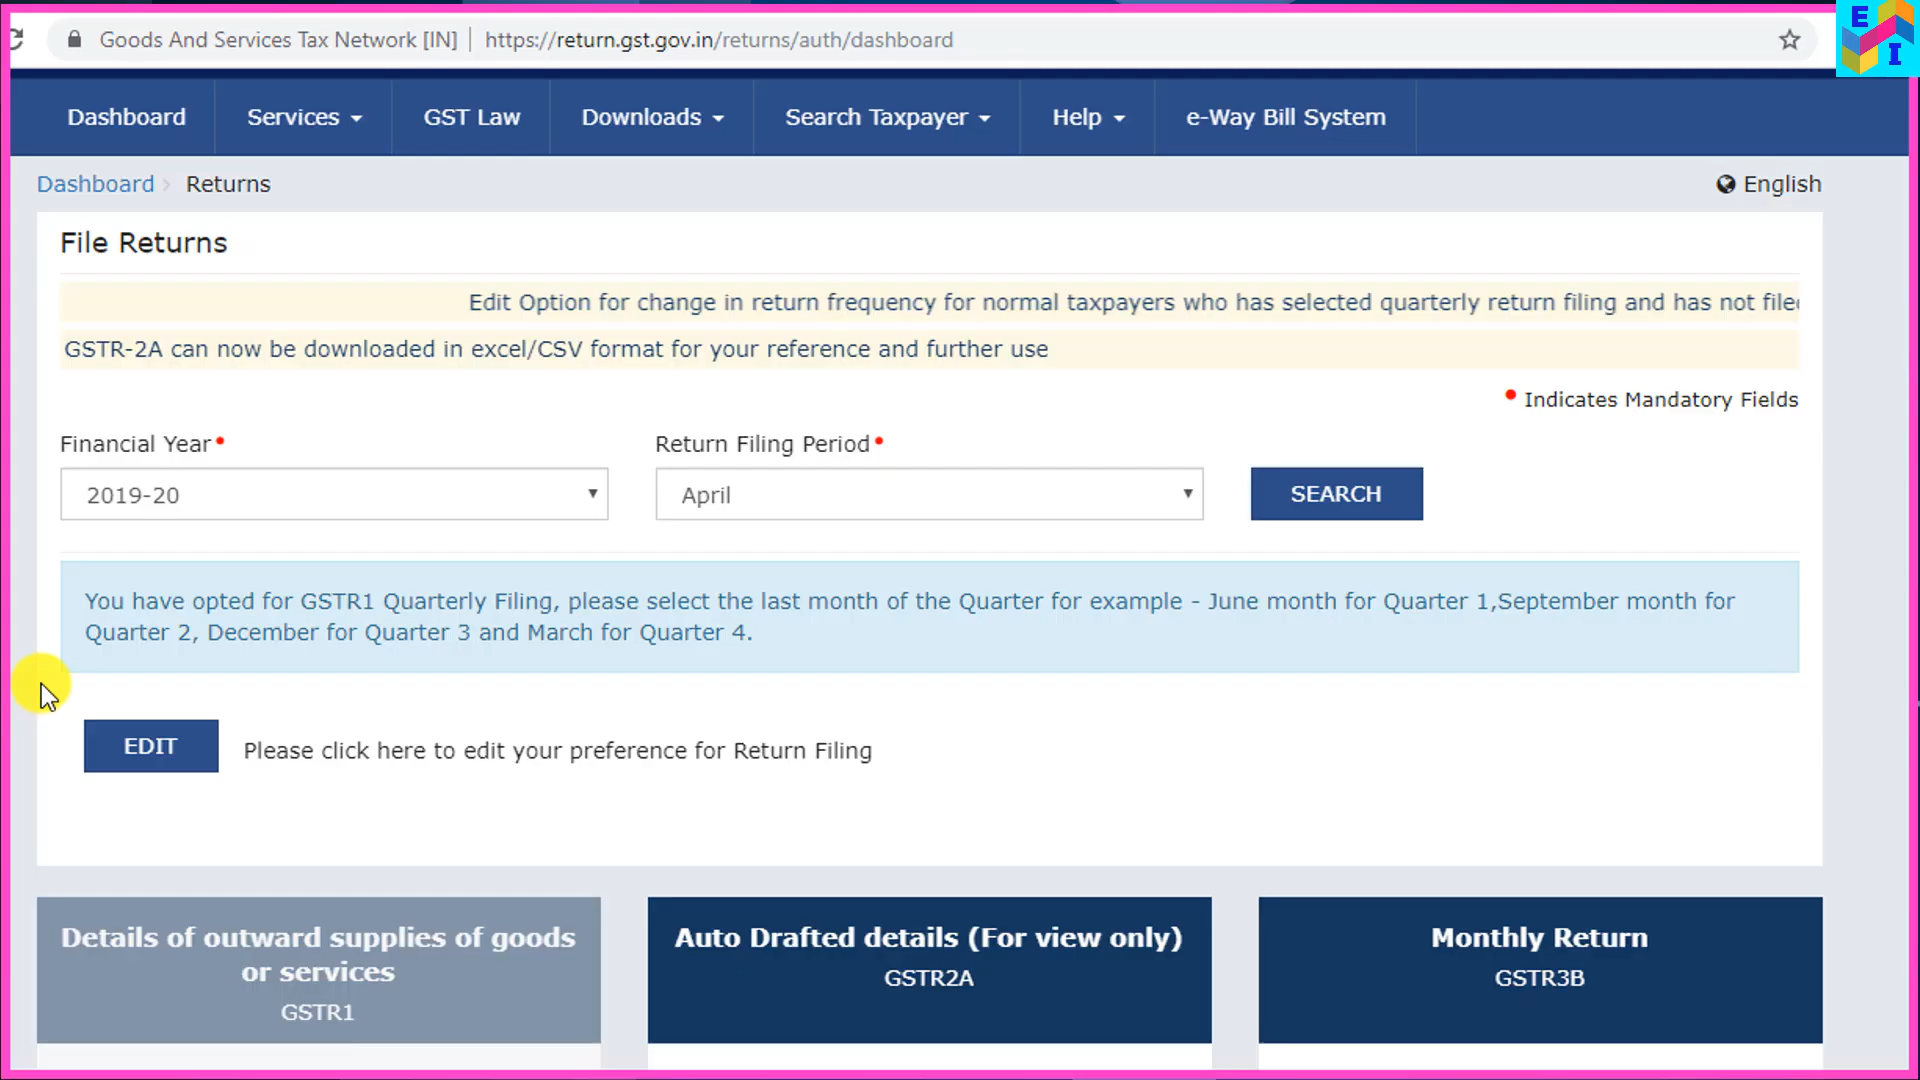 Goods And Services Tax Network [IN] https://return.gst.gov.in/returns/auth/dashboard
E
I
Dashboard Services GST Law Downloads Search Taxpayer Help e-Way Bill System
Dashboard Returns English
File Returns
Edit Option for change in return frequency for normal taxpayers who has selected quarterly return filing and has not filed
GSTR-2A can now be downloaded in excel/CSV format for your reference and further use
Indicates Mandatory Fields
Financial Year Return Filing Period
2019-20 April SEARCH
You have opted for GSTR1 Quarterly Filing, please select the last month of the Quarter for example - June month for Quarter 1,September month for
Quarter 2, December for Quarter 3 and March for Quarter 4.
EDIT Please click here to edit your preference for Return Filing
Details of outward supplies of goods
or services
GSTR1
Auto Drafted details (For view only)
GSTR2A
Monthly Return
GSTR3B